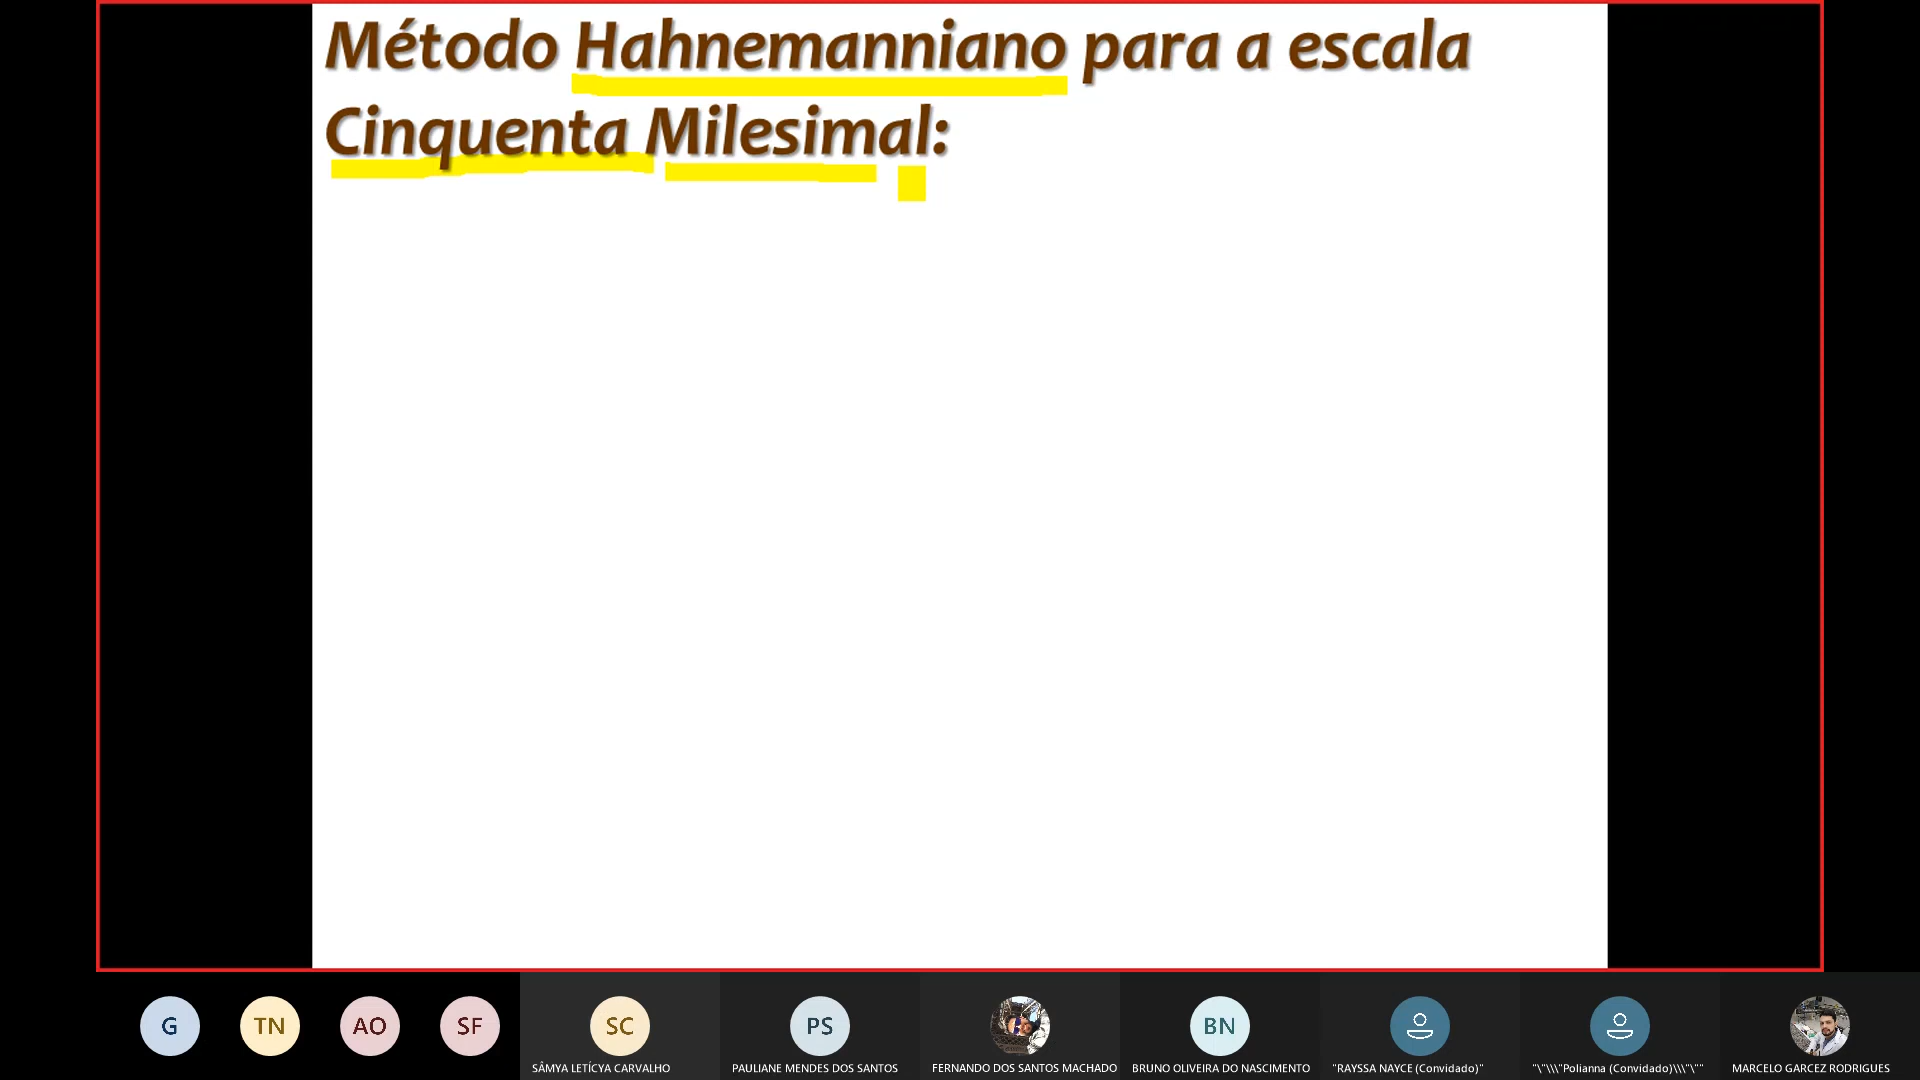 Método Hahnemanniano para a escala
Cinquenta Milesimal:
G
TN
AO
SF
SC
PS
BN
SÂMYA LETÍCYA CARVALHO
PAULIANE MENDES DOS SANTOS
FERNANDO DOS SANTOS MACHADO
BRUNO OLIVEIRA DO NASCIMENTO
"RAYSSA NAYCE (Convidado)"
"\"\\\"Polianna (Convidado)\\\"\""
MARCELO GARCEZ RODRIGUES